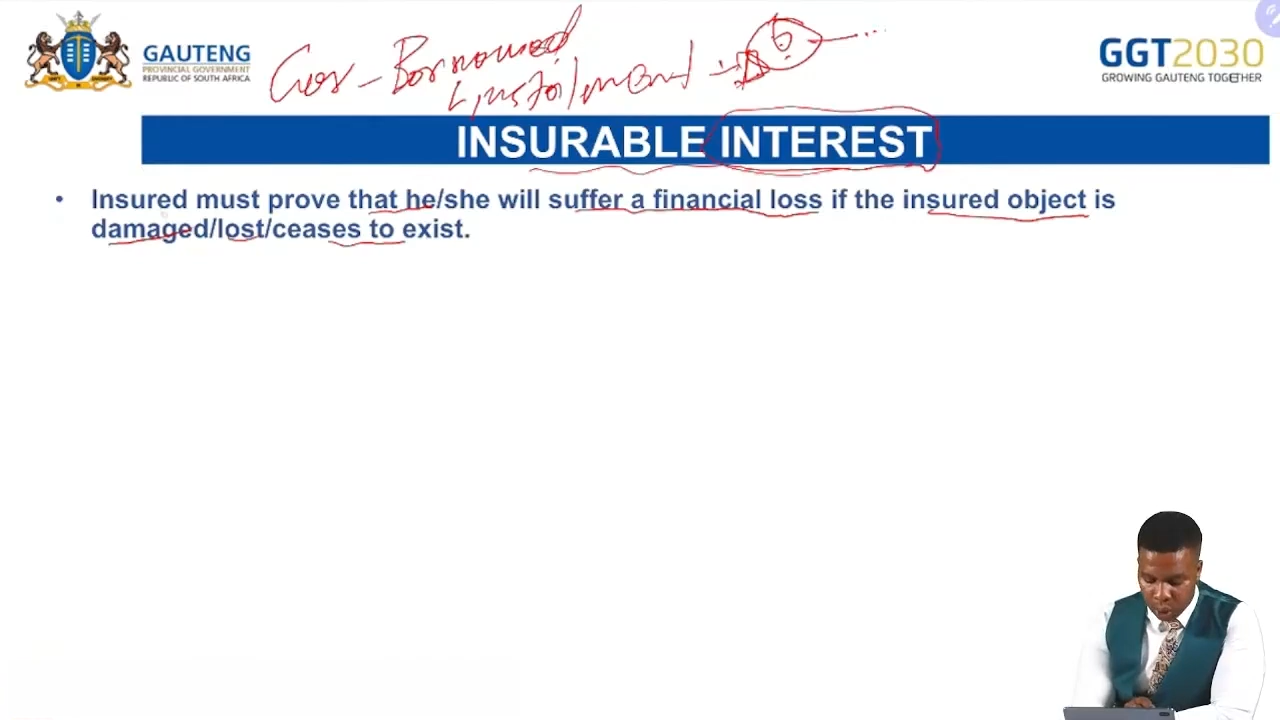 GAUTENG
PROVINCIAL GOVERNMENT
REPUBLIC OF SOUTH AFRICA
Borrowed
instalment
6
GGT2030
GROWING GAUTENG TOGETHER
INSURABLE INTEREST
• Insured must prove that he/she will suffer a financial loss if the insured object is
damaged/lost/ceases to exist.